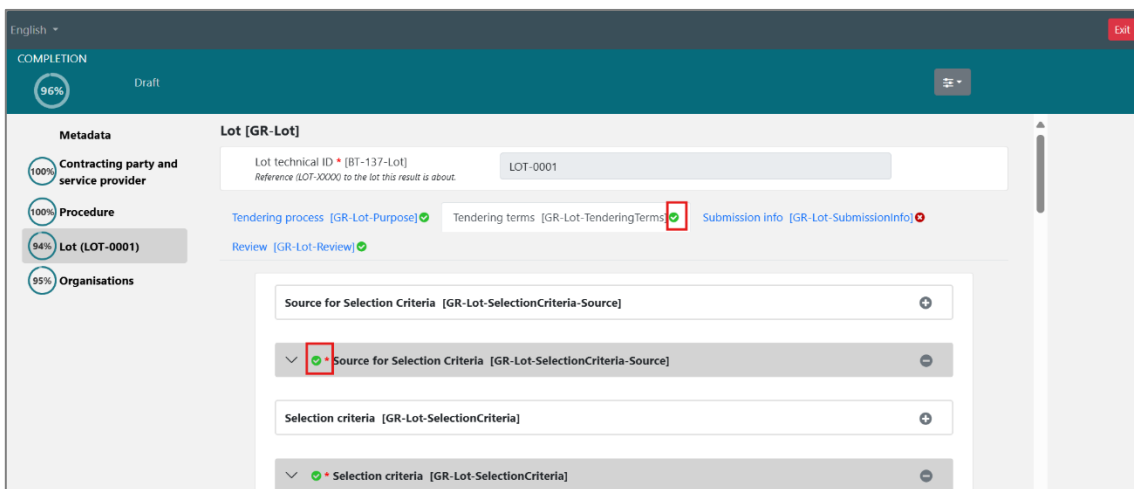 English
Exit
COMPLETION
96%
Draft
Metadata
100% Contracting party and
service provider
100% Procedure
94% Lot (LOT-0001)
95% Organisations
Lot [GR-Lot]
Lot technical ID * [BT-137-Lot]
Reference (LOT-XXXX) to the lot this result is about.
LOT-0001
Tendering process [GR-Lot-Purpose]
Tendering terms [GR-Lot-TenderingTerms]
Submission info [GR-Lot-SubmissionInfo]
Review [GR-Lot-Review]
Source for Selection Criteria [GR-Lot-SelectionCriteria-Source]
* Source for Selection Criteria [GR-Lot-SelectionCriteria-Source]
Selection criteria [GR-Lot-SelectionCriteria]
* Selection criteria [GR-Lot-SelectionCriteria]